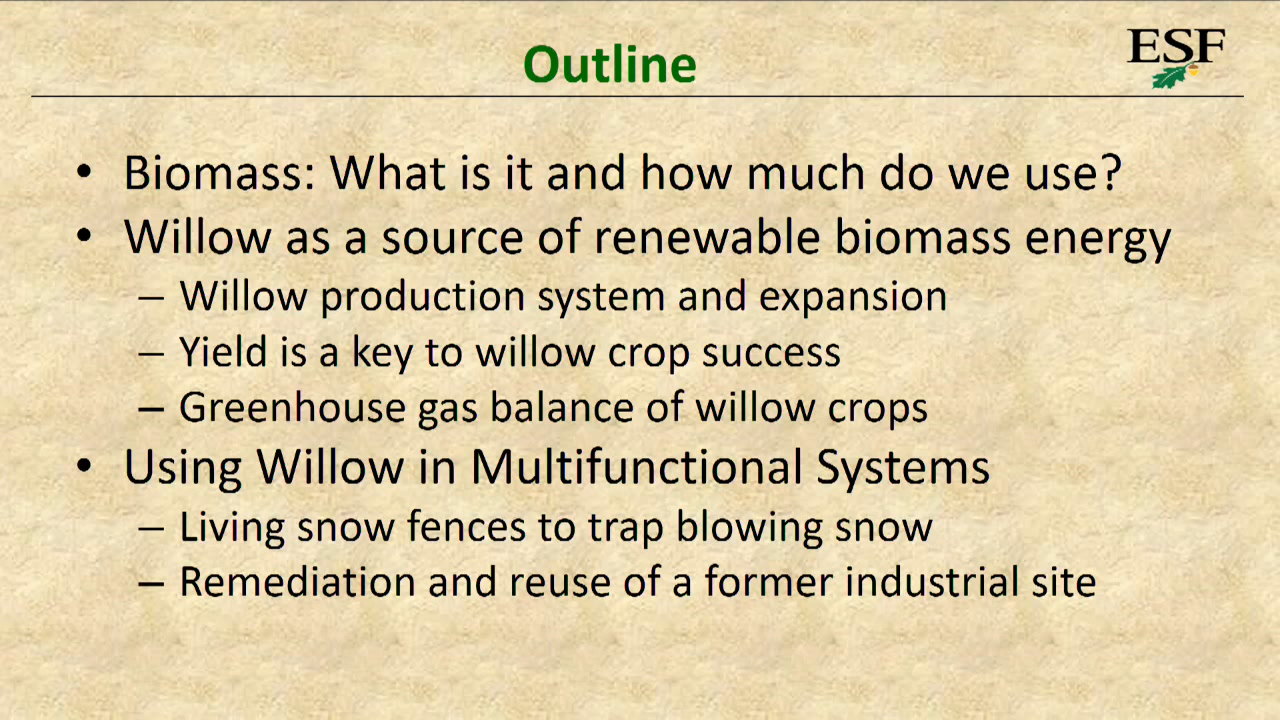 Outline
ESF
• Biomass: What is it and how much do we use?
• Willow as a source of renewable biomass energy
– Willow production system and expansion
– Yield is a key to willow crop success
– Greenhouse gas balance of willow crops
• Using Willow in Multifunctional Systems
– Living snow fences to trap blowing snow
– Remediation and reuse of a former industrial site